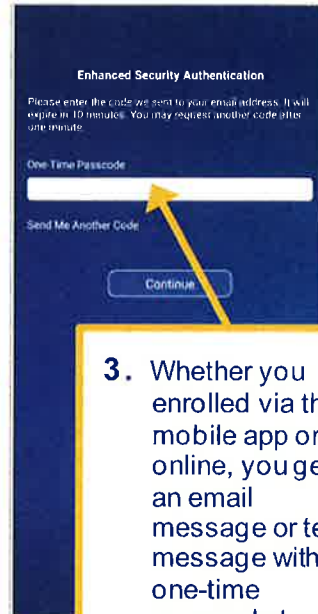 Enhanced Security Authentication
Please enter the code we sent to your email address. It will
expire in 10 minutes. You may request another code after
one minute.
One-Time Passcode
Send Me Another Code
Continue
3. Whether you
enrolled via th
mobile app or
online, you ge
an email
message or te
message with
one-time